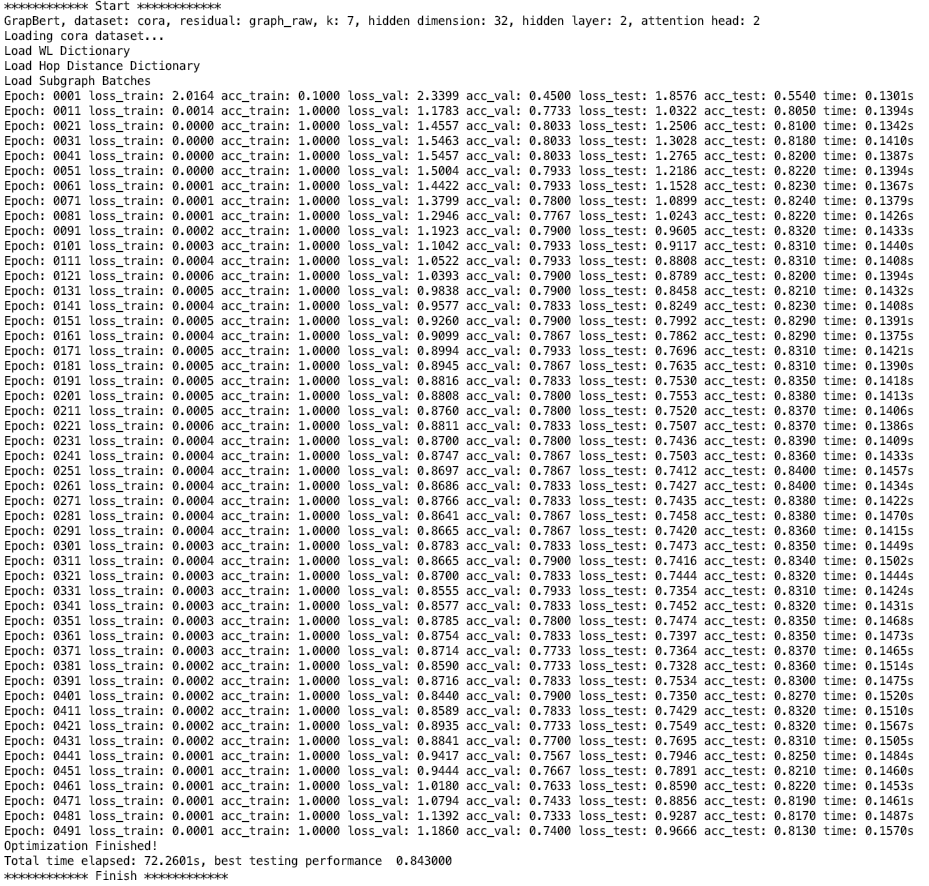 ************ Start ************
GrapBert, dataset: cora, residual: graph_raw, k: 7, hidden dimension: 32, hidden layer: 2, attention head: 2
Loading cora dataset...
Load WL Dictionary
Load Hop Distance Dictionary
Load Subgraph Batches
Epoch: 0001 loss_train: 2.0164 acc_train: 0.1000 loss_val: 2.3399 acc_val: 0.4500 loss_test: 1.8576 acc_test: 0.5540 time: 0.1301s
Epoch: 0011 loss_train: 0.0014 acc_train: 1.0000 loss_val: 1.1783 acc_val: 0.7733 loss_test: 1.0322 acc_test: 0.8050 time: 0.1394s
Epoch: 0021 loss_train: 0.0000 acc_train: 1.0000 loss_val: 1.4557 acc_val: 0.8033 loss_test: 1.2506 acc_test: 0.8100 time: 0.1342s
Epoch: 0031 loss_train: 0.0000 acc_train: 1.0000 loss_val: 1.5463 acc_val: 0.8033 loss_test: 1.3028 acc_test: 0.8180 time: 0.1410s
Epoch: 0041 loss_train: 0.0000 acc_train: 1.0000 loss_val: 1.5457 acc_val: 0.8033 loss_test: 1.2765 acc_test: 0.8200 time: 0.1387s
Epoch: 0051 loss_train: 0.0000 acc_train: 1.0000 loss_val: 1.5004 acc_val: 0.7933 loss_test: 1.2186 acc_test: 0.8220 time: 0.1394s
Epoch: 0061 loss_train: 0.0001 acc_train: 1.0000 loss_val: 1.4422 acc_val: 0.7933 loss_test: 1.1528 acc_test: 0.8230 time: 0.1367s
Epoch: 0071 loss_train: 0.0001 acc_train: 1.0000 loss_val: 1.3799 acc_val: 0.7800 loss_test: 1.0899 acc_test: 0.8240 time: 0.1379s
Epoch: 0081 loss_train: 0.0001 acc_train: 1.0000 loss_val: 1.2946 acc_val: 0.7767 loss_test: 1.0243 acc_test: 0.8220 time: 0.1426s
Epoch: 0091 loss_train: 0.0002 acc_train: 1.0000 loss_val: 1.1923 acc_val: 0.7900 loss_test: 0.9605 acc_test: 0.8320 time: 0.1433s
Epoch: 0101 loss_train: 0.0003 acc_train: 1.0000 loss_val: 1.1042 acc_val: 0.7933 loss_test: 0.9117 acc_test: 0.8310 time: 0.1440s
Epoch: 0111 loss_train: 0.0004 acc_train: 1.0000 loss_val: 1.0522 acc_val: 0.7933 loss_test: 0.8808 acc_test: 0.8310 time: 0.1408s
Epoch: 0121 loss_train: 0.0006 acc_train: 1.0000 loss_val: 1.0393 acc_val: 0.7900 loss_test: 0.8789 acc_test: 0.8200 time: 0.1394s
Epoch: 0131 loss_train: 0.0005 acc_train: 1.0000 loss_val: 0.9838 acc_val: 0.7900 loss_test: 0.8458 acc_test: 0.8210 time: 0.1432s
Epoch: 0141 loss_train: 0.0004 acc_train: 1.0000 loss_val: 0.9577 acc_val: 0.7833 loss_test: 0.8249 acc_test: 0.8230 time: 0.1408s
Epoch: 0151 loss_train: 0.0005 acc_train: 1.0000 loss_val: 0.9260 acc_val: 0.7900 loss_test: 0.7992 acc_test: 0.8290 time: 0.1391s
Epoch: 0161 loss_train: 0.0004 acc_train: 1.0000 loss_val: 0.9099 acc_val: 0.7867 loss_test: 0.7862 acc_test: 0.8290 time: 0.1375s
Epoch: 0171 loss_train: 0.0005 acc_train: 1.0000 loss_val: 0.8994 acc_val: 0.7933 loss_test: 0.7696 acc_test: 0.8310 time: 0.1421s
Epoch: 0181 loss_train: 0.0005 acc_train: 1.0000 loss_val: 0.8945 acc_val: 0.7867 loss_test: 0.7635 acc_test: 0.8310 time: 0.1390s
Epoch: 0191 loss_train: 0.0005 acc_train: 1.0000 loss_val: 0.8816 acc_val: 0.7833 loss_test: 0.7530 acc_test: 0.8350 time: 0.1418s
Epoch: 0201 loss_train: 0.0005 acc_train: 1.0000 loss_val: 0.8808 acc_val: 0.7800 loss_test: 0.7553 acc_test: 0.8380 time: 0.1413s
Epoch: 0211 loss_train: 0.0005 acc_train: 1.0000 loss_val: 0.8760 acc_val: 0.7800 loss_test: 0.7520 acc_test: 0.8370 time: 0.1406s
Epoch: 0221 loss_train: 0.0006 acc_train: 1.0000 loss_val: 0.8811 acc_val: 0.7833 loss_test: 0.7507 acc_test: 0.8370 time: 0.1386s
Epoch: 0231 loss_train: 0.0004 acc_train: 1.0000 loss_val: 0.8700 acc_val: 0.7800 loss_test: 0.7436 acc_test: 0.8390 time: 0.1409s
Epoch: 0241 loss_train: 0.0004 acc_train: 1.0000 loss_val: 0.8747 acc_val: 0.7867 loss_test: 0.7503 acc_test: 0.8360 time: 0.1433s
Epoch: 0251 loss_train: 0.0004 acc_train: 1.0000 loss_val: 0.8697 acc_val: 0.7867 loss_test: 0.7412 acc_test: 0.8400 time: 0.1457s
Epoch: 0261 loss_train: 0.0004 acc_train: 1.0000 loss_val: 0.8686 acc_val: 0.7833 loss_test: 0.7427 acc_test: 0.8400 time: 0.1434s
Epoch: 0271 loss_train: 0.0004 acc_train: 1.0000 loss_val: 0.8766 acc_val: 0.7833 loss_test: 0.7435 acc_test: 0.8380 time: 0.1422s
Epoch: 0281 loss_train: 0.0004 acc_train: 1.0000 loss_val: 0.8641 acc_val: 0.7867 loss_test: 0.7458 acc_test: 0.8380 time: 0.1470s
Epoch: 0291 loss_train: 0.0004 acc_train: 1.0000 loss_val: 0.8665 acc_val: 0.7867 loss_test: 0.7420 acc_test: 0.8360 time: 0.1415s
Epoch: 0301 loss_train: 0.0003 acc_train: 1.0000 loss_val: 0.8783 acc_val: 0.7833 loss_test: 0.7473 acc_test: 0.8350 time: 0.1449s
Epoch: 0311 loss_train: 0.0004 acc_train: 1.0000 loss_val: 0.8665 acc_val: 0.7900 loss_test: 0.7416 acc_test: 0.8340 time: 0.1502s
Epoch: 0321 loss_train: 0.0003 acc_train: 1.0000 loss_val: 0.8700 acc_val: 0.7833 loss_test: 0.7444 acc_test: 0.8320 time: 0.1444s
Epoch: 0331 loss_train: 0.0003 acc_train: 1.0000 loss_val: 0.8555 acc_val: 0.7933 loss_test: 0.7354 acc_test: 0.8310 time: 0.1424s
Epoch: 0341 loss_train: 0.0003 acc_train: 1.0000 loss_val: 0.8577 acc_val: 0.7833 loss_test: 0.7452 acc_test: 0.8320 time: 0.1431s
Epoch: 0351 loss_train: 0.0003 acc_train: 1.0000 loss_val: 0.8785 acc_val: 0.7800 loss_test: 0.7474 acc_test: 0.8350 time: 0.1468s
Epoch: 0361 loss_train: 0.0003 acc_train: 1.0000 loss_val: 0.8754 acc_val: 0.7833 loss_test: 0.7397 acc_test: 0.8350 time: 0.1473s
Epoch: 0371 loss_train: 0.0003 acc_train: 1.0000 loss_val: 0.8714 acc_val: 0.7733 loss_test: 0.7364 acc_test: 0.8370 time: 0.1465s
Epoch: 0381 loss_train: 0.0002 acc_train: 1.0000 loss_val: 0.8590 acc_val: 0.7733 loss_test: 0.7328 acc_test: 0.8360 time: 0.1514s
Epoch: 0391 loss_train: 0.0002 acc_train: 1.0000 loss_val: 0.8716 acc_val: 0.7833 loss_test: 0.7534 acc_test: 0.8300 time: 0.1475s
Epoch: 0401 loss_train: 0.0002 acc_train: 1.0000 loss_val: 0.8440 acc_val: 0.7900 loss_test: 0.7350 acc_test: 0.8270 time: 0.1520s
Epoch: 0411 loss_train: 0.0002 acc_train: 1.0000 loss_val: 0.8589 acc_val: 0.7833 loss_test: 0.7429 acc_test: 0.8320 time: 0.1510s
Epoch: 0421 loss_train: 0.0002 acc_train: 1.0000 loss_val: 0.8935 acc_val: 0.7733 loss_test: 0.7549 acc_test: 0.8320 time: 0.1567s
Epoch: 0431 loss_train: 0.0002 acc_train: 1.0000 loss_val: 0.8841 acc_val: 0.7700 loss_test: 0.7695 acc_test: 0.8310 time: 0.1505s
Epoch: 0441 loss_train: 0.0001 acc_train: 1.0000 loss_val: 0.9417 acc_val: 0.7567 loss_test: 0.7946 acc_test: 0.8250 time: 0.1484s
Epoch: 0451 loss_train: 0.0001 acc_train: 1.0000 loss_val: 0.9444 acc_val: 0.7667 loss_test: 0.7891 acc_test: 0.8210 time: 0.1460s
Epoch: 0461 loss_train: 0.0001 acc_train: 1.0000 loss_val: 1.0180 acc_val: 0.7633 loss_test: 0.8590 acc_test: 0.8220 time: 0.1453s
Epoch: 0471 loss_train: 0.0001 acc_train: 1.0000 loss_val: 1.0794 acc_val: 0.7433 loss_test: 0.8856 acc_test: 0.8190 time: 0.1461s
Epoch: 0481 loss_train: 0.0001 acc_train: 1.0000 loss_val: 1.1392 acc_val: 0.7333 loss_test: 0.9287 acc_test: 0.8170 time: 0.1487s
Epoch: 0491 loss_train: 0.0001 acc_train: 1.0000 loss_val: 1.1860 acc_val: 0.7400 loss_test: 0.9666 acc_test: 0.8130 time: 0.1570s
Optimization Finished!
Total time elapsed: 72.2601s, best testing performance  0.843000
************ Finish ************